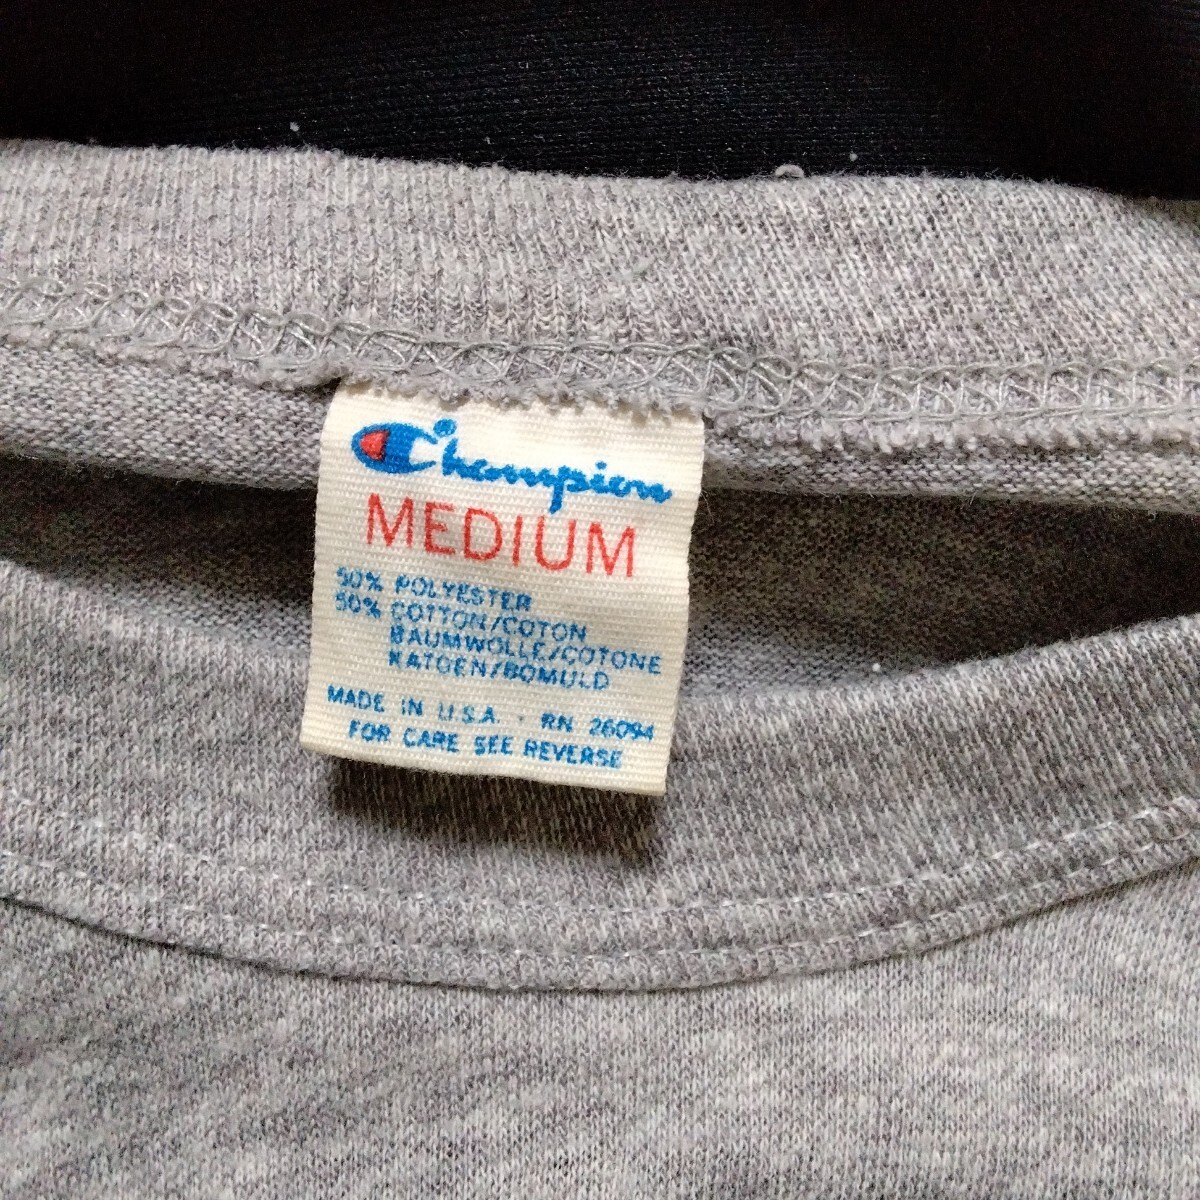 Champion
MEDIUM
50% POLYESTER
50% COTTON/COTON
BAUMWOLLE/COTONE
KATOEN/BOMULD
MADE IN U.S.A. · RN 26094
FOR CARE SEE REVERSE